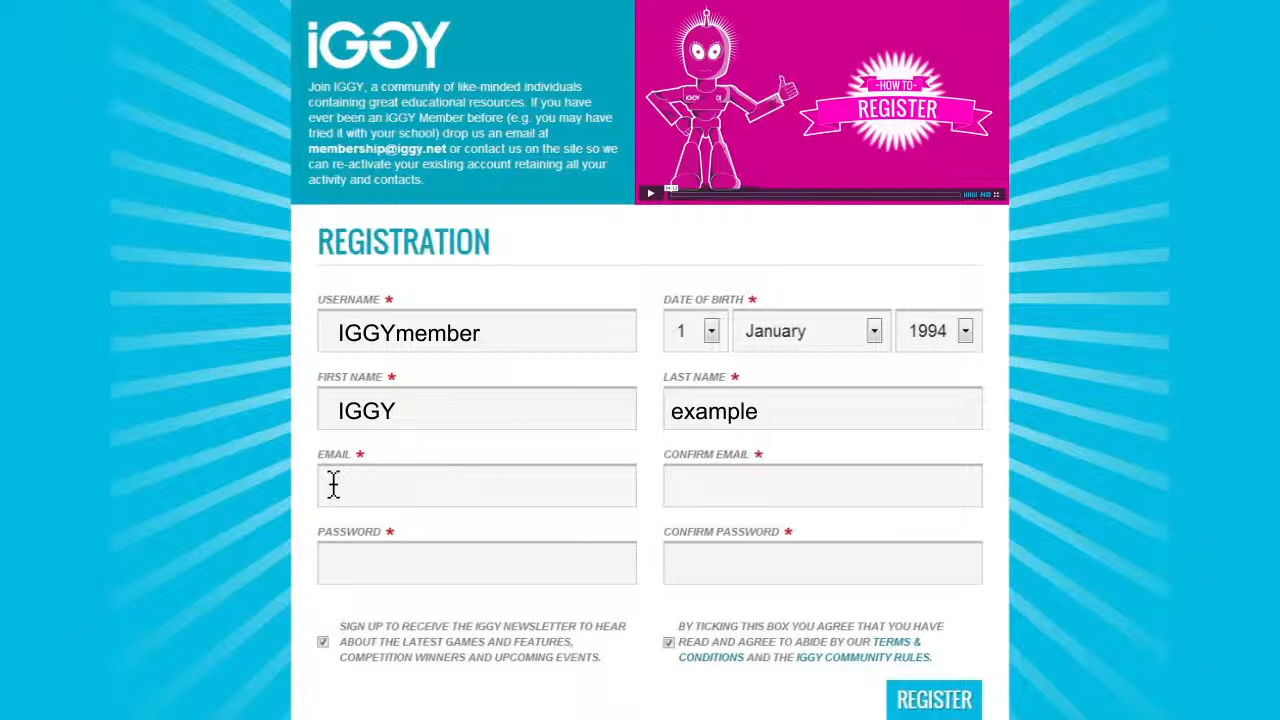 iGGY
Join IGGY, a community of like-minded individuals
containing great educational resources. If you have
ever been an IGGY Member before (e.g. you may have
tried it with your school) drop us an email at
membership@iggy.net or contact us on the site so we
can re-activate your existing account retaining all your
activity and contacts.
IGGY
-HOW TO-
REGISTER
HD
REGISTRATION
USERNAME *
IGGYmember
DATE OF BIRTH *
1 January 1994
FIRST NAME *
IGGY
LAST NAME *
example
EMAIL *
CONFIRM EMAIL *
PASSWORD *
CONFIRM PASSWORD *
SIGN UP TO RECEIVE THE IGGY NEWSLETTER TO HEAR
ABOUT THE LATEST GAMES AND FEATURES,
COMPETITION WINNERS AND UPCOMING EVENTS.
BY TICKING THIS BOX YOU AGREE THAT YOU HAVE
READ AND AGREE TO ABIDE BY OUR TERMS &
CONDITIONS AND THE IGGY COMMUNITY RULES.
REGISTER